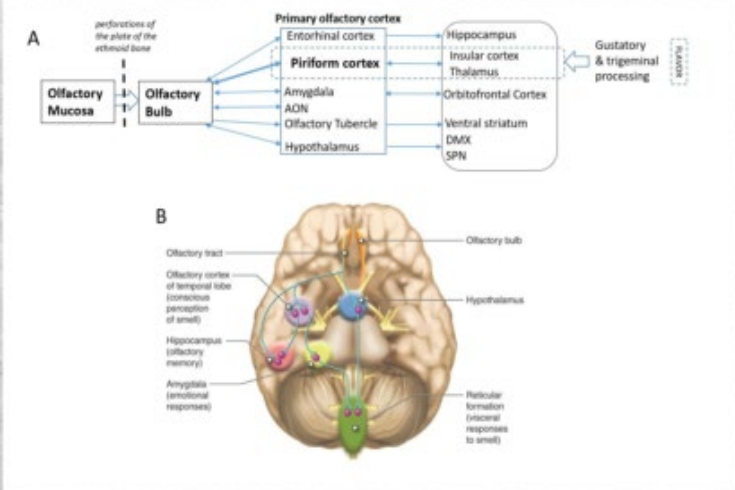 A
perforations of
the plate of the
ethmoid bone
Olfactory
Mucosa
Olfactory
Bulb
Primary olfactory cortex
Entorhinal cortex
Piriform cortex
Amygdala
AON
Olfactory Tubercle
Hypothalamus
Hippocampus
Insular cortex
Thalamus
Orbitofrontal Cortex
Ventral striatum
DMX
SPN
Gustatory
& trigeminal
processing
FLAVOR
B
Olfactory tract
Olfactory cortex
of temporal lobe
(conscious
perception
of smell)
Hippocampus
(olfactory
memory)
Amygdala
(emotional
responses)
Olfactory bulb
Hypothalamus
Reticular
formation
(visceral
responses
to smell)